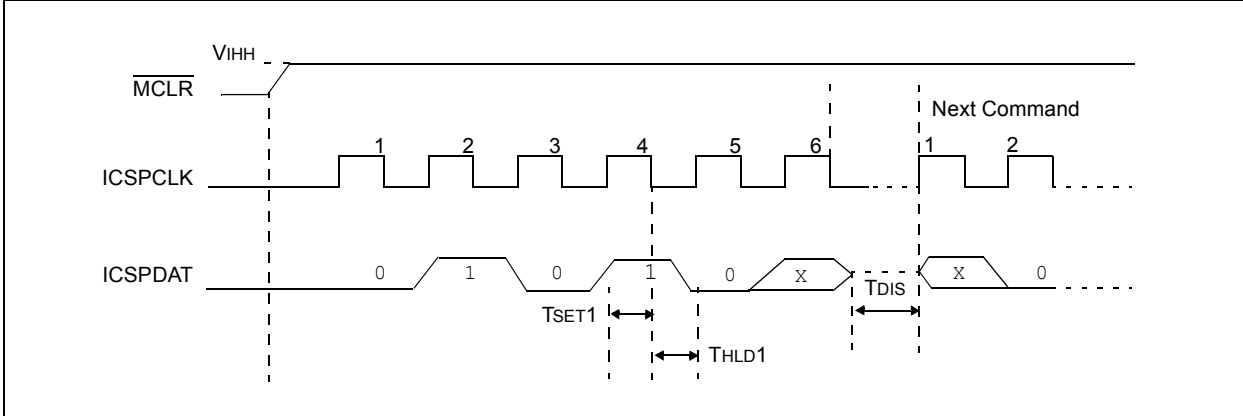 VIHH
MCLR
Next Command
1 2 3 4 5 6 1 2
ICSPCLK
ICSPDAT
0 1 0 1 0 X X 0
TDIS
TSET1
THLD1